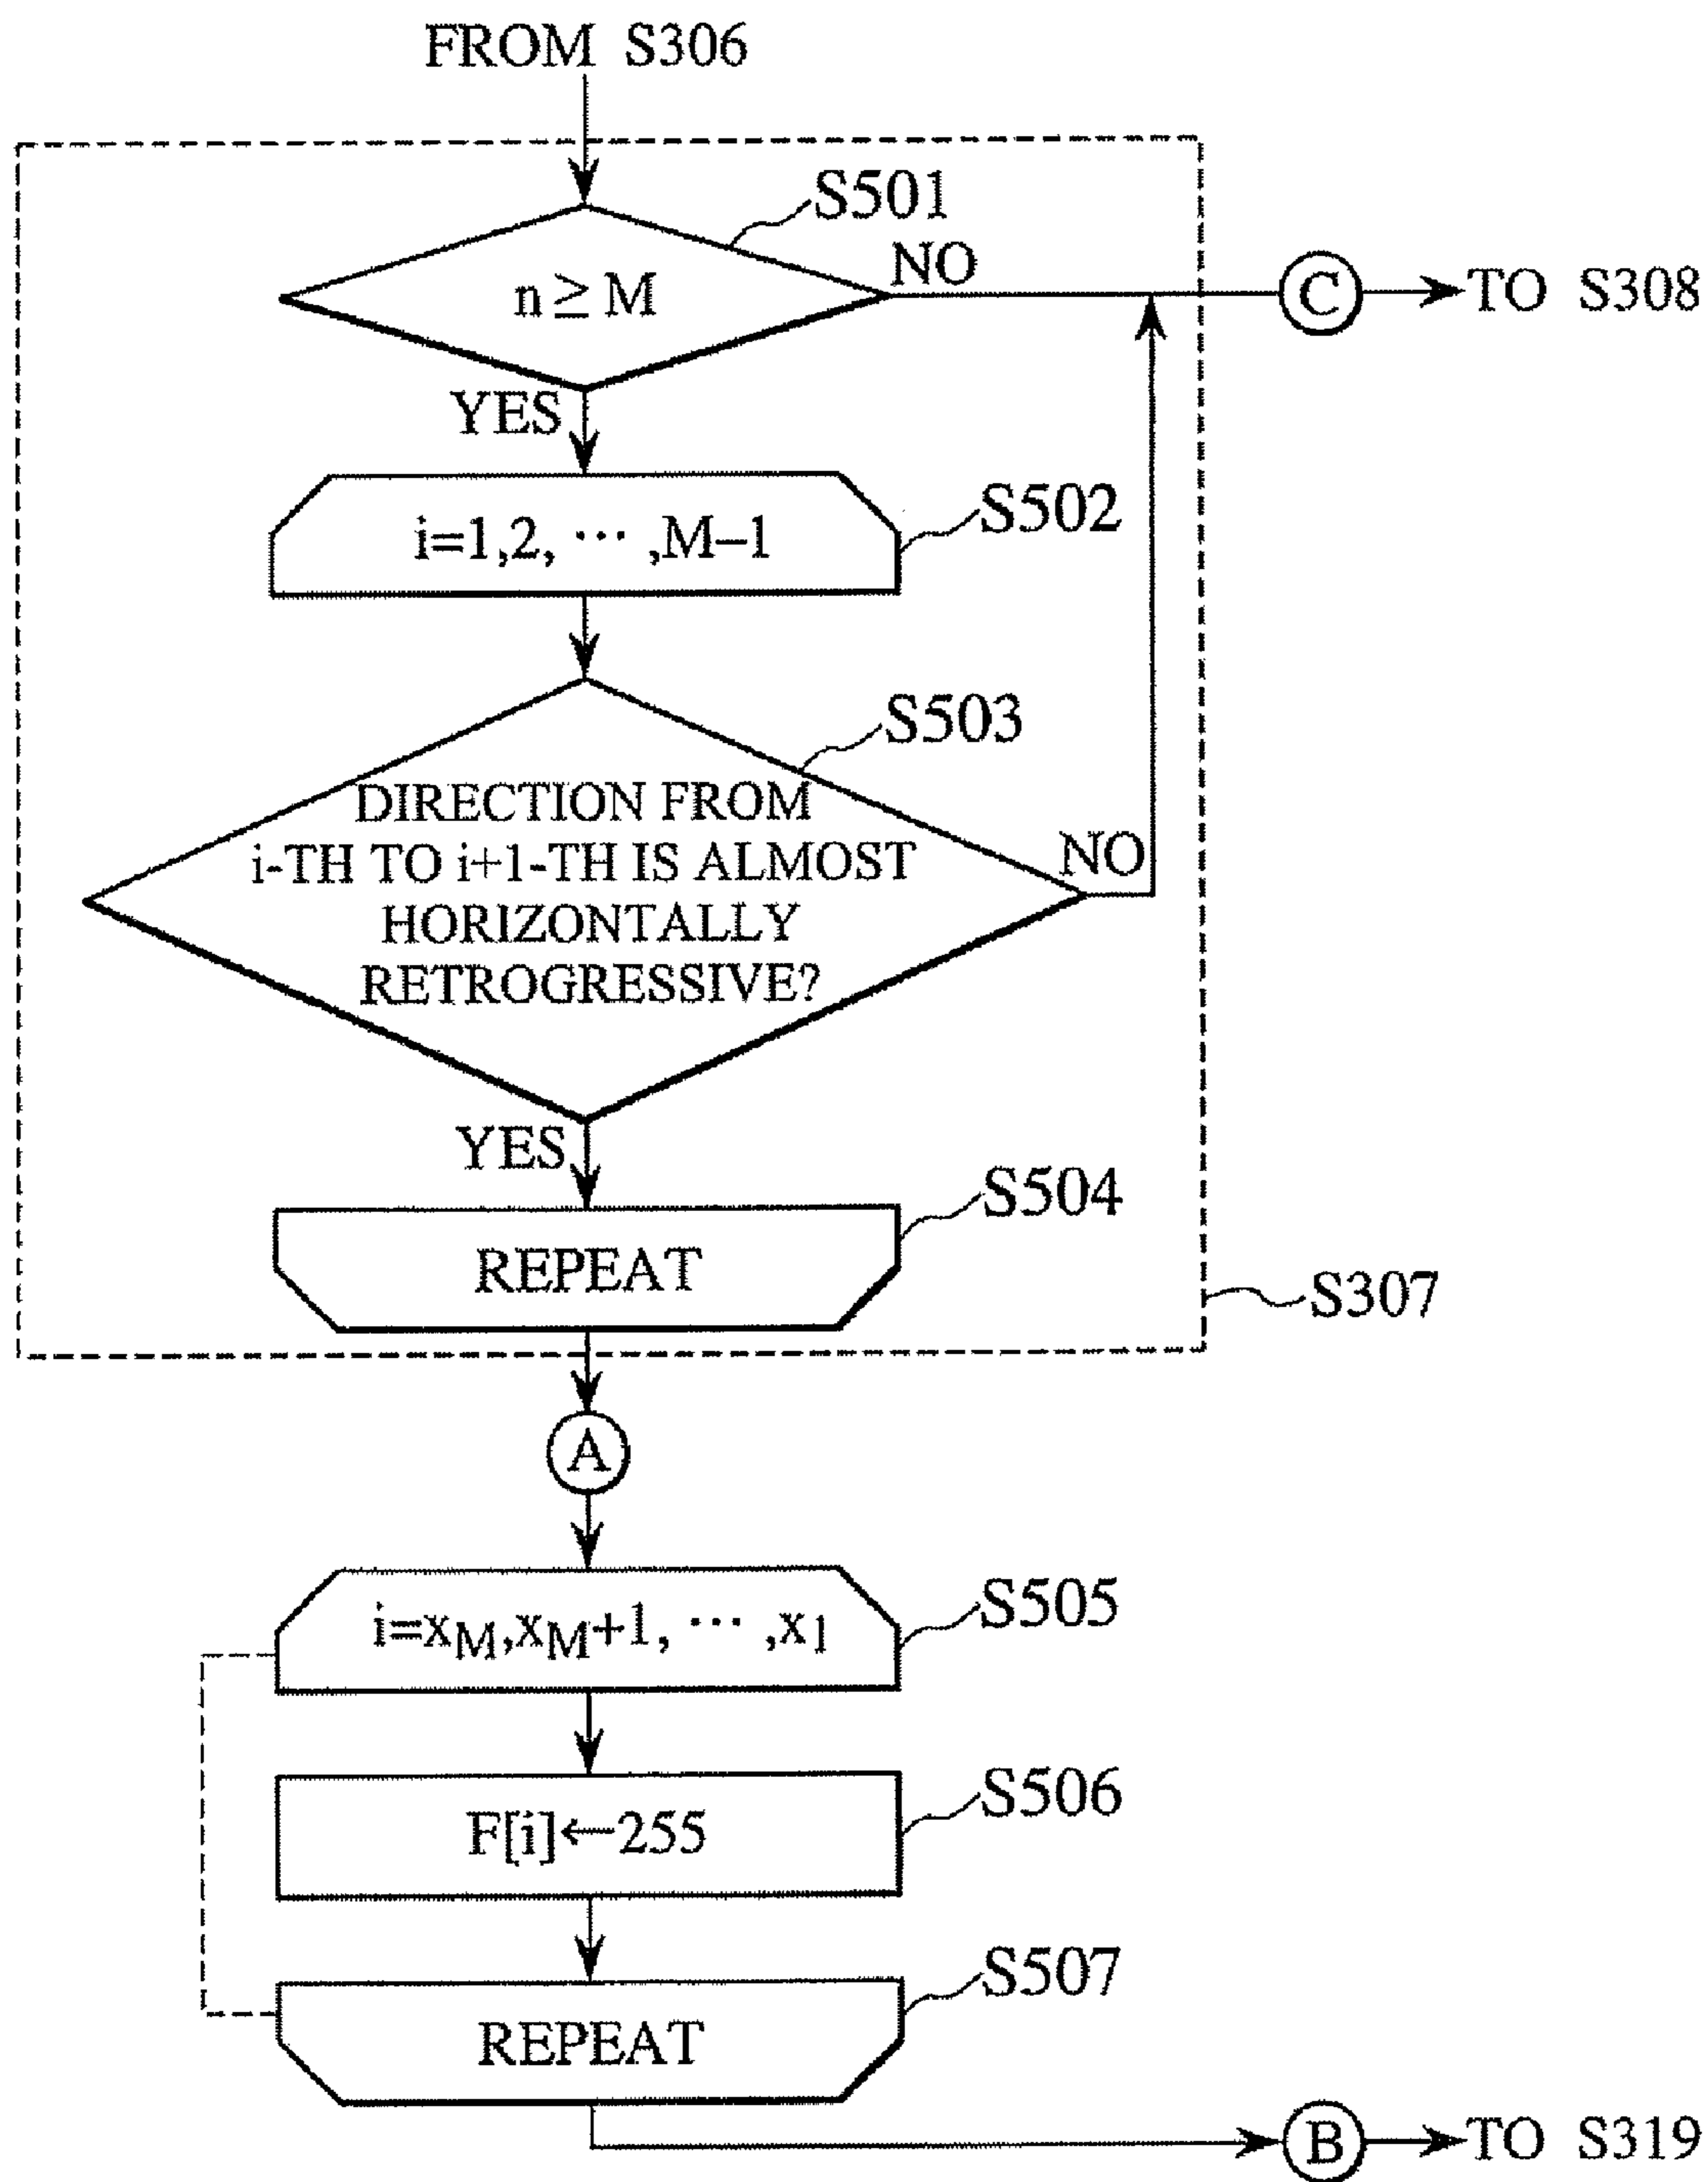 FROM S306
S501
NO
n ≥ M
C
TO S308
YES
S502
i=1,2, ··· ,M–1
S503
DIRECTION FROM
i-TH TO i+1-TH IS ALMOST
NO
HORIZONTALLY
RETROGRESSIVE?
YES
S504
REPEAT
S307
A
S505
i=xM,xM+1, ··· ,x1
S506
F[i]←255
S507
REPEAT
B
TO S319